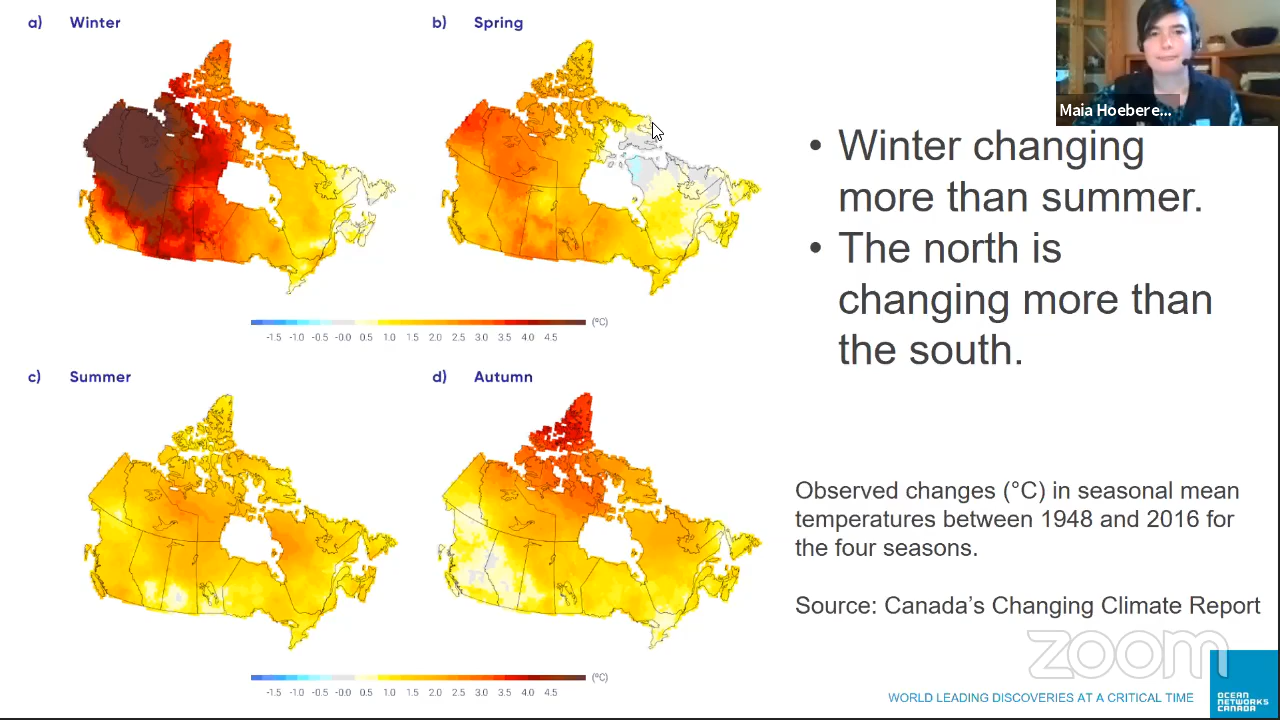 a) Winter
b) Spring
Maia Hoebere...
• Winter changing
more than summer.
• The north is
changing more than
the south.
(°C)
-1.5 -1.0 -0.5 -0.0 0.5 1.0 1.5 2.0 2.5 3.0 3.5 4.0 4.5
(°C)
-1.5 -1.0 -0.5 -0.0 0.5 1.0 1.5 2.0 2.5 3.0 3.5 4.0 4.5
c) Summer
d) Autumn
Observed changes (°C) in seasonal mean
temperatures between 1948 and 2016 for
the four seasons.
Source: Canada’s Changing Climate Report
zoom
WORLD LEADING DISCOVERIES AT A CRITICAL TIME
OCEAN
NETWORKS
CANADA